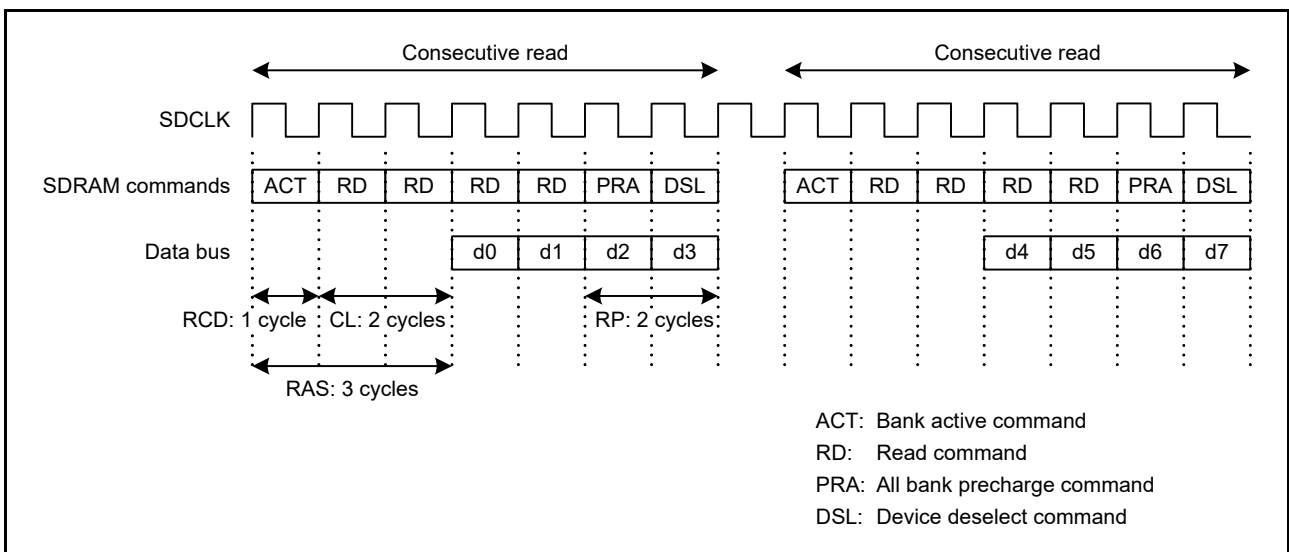 Consecutive read Consecutive read
SDCLK
SDRAM commands ACT RD RD RD RD PRA DSL ACT RD RD RD RD PRA DSL
Data bus d0 d1 d2 d3 d4 d5 d6 d7
RCD: 1 cycle CL: 2 cycles RP: 2 cycles
RAS: 3 cycles
ACT: Bank active command
RD: Read command
PRA: All bank precharge command
DSL: Device deselect command